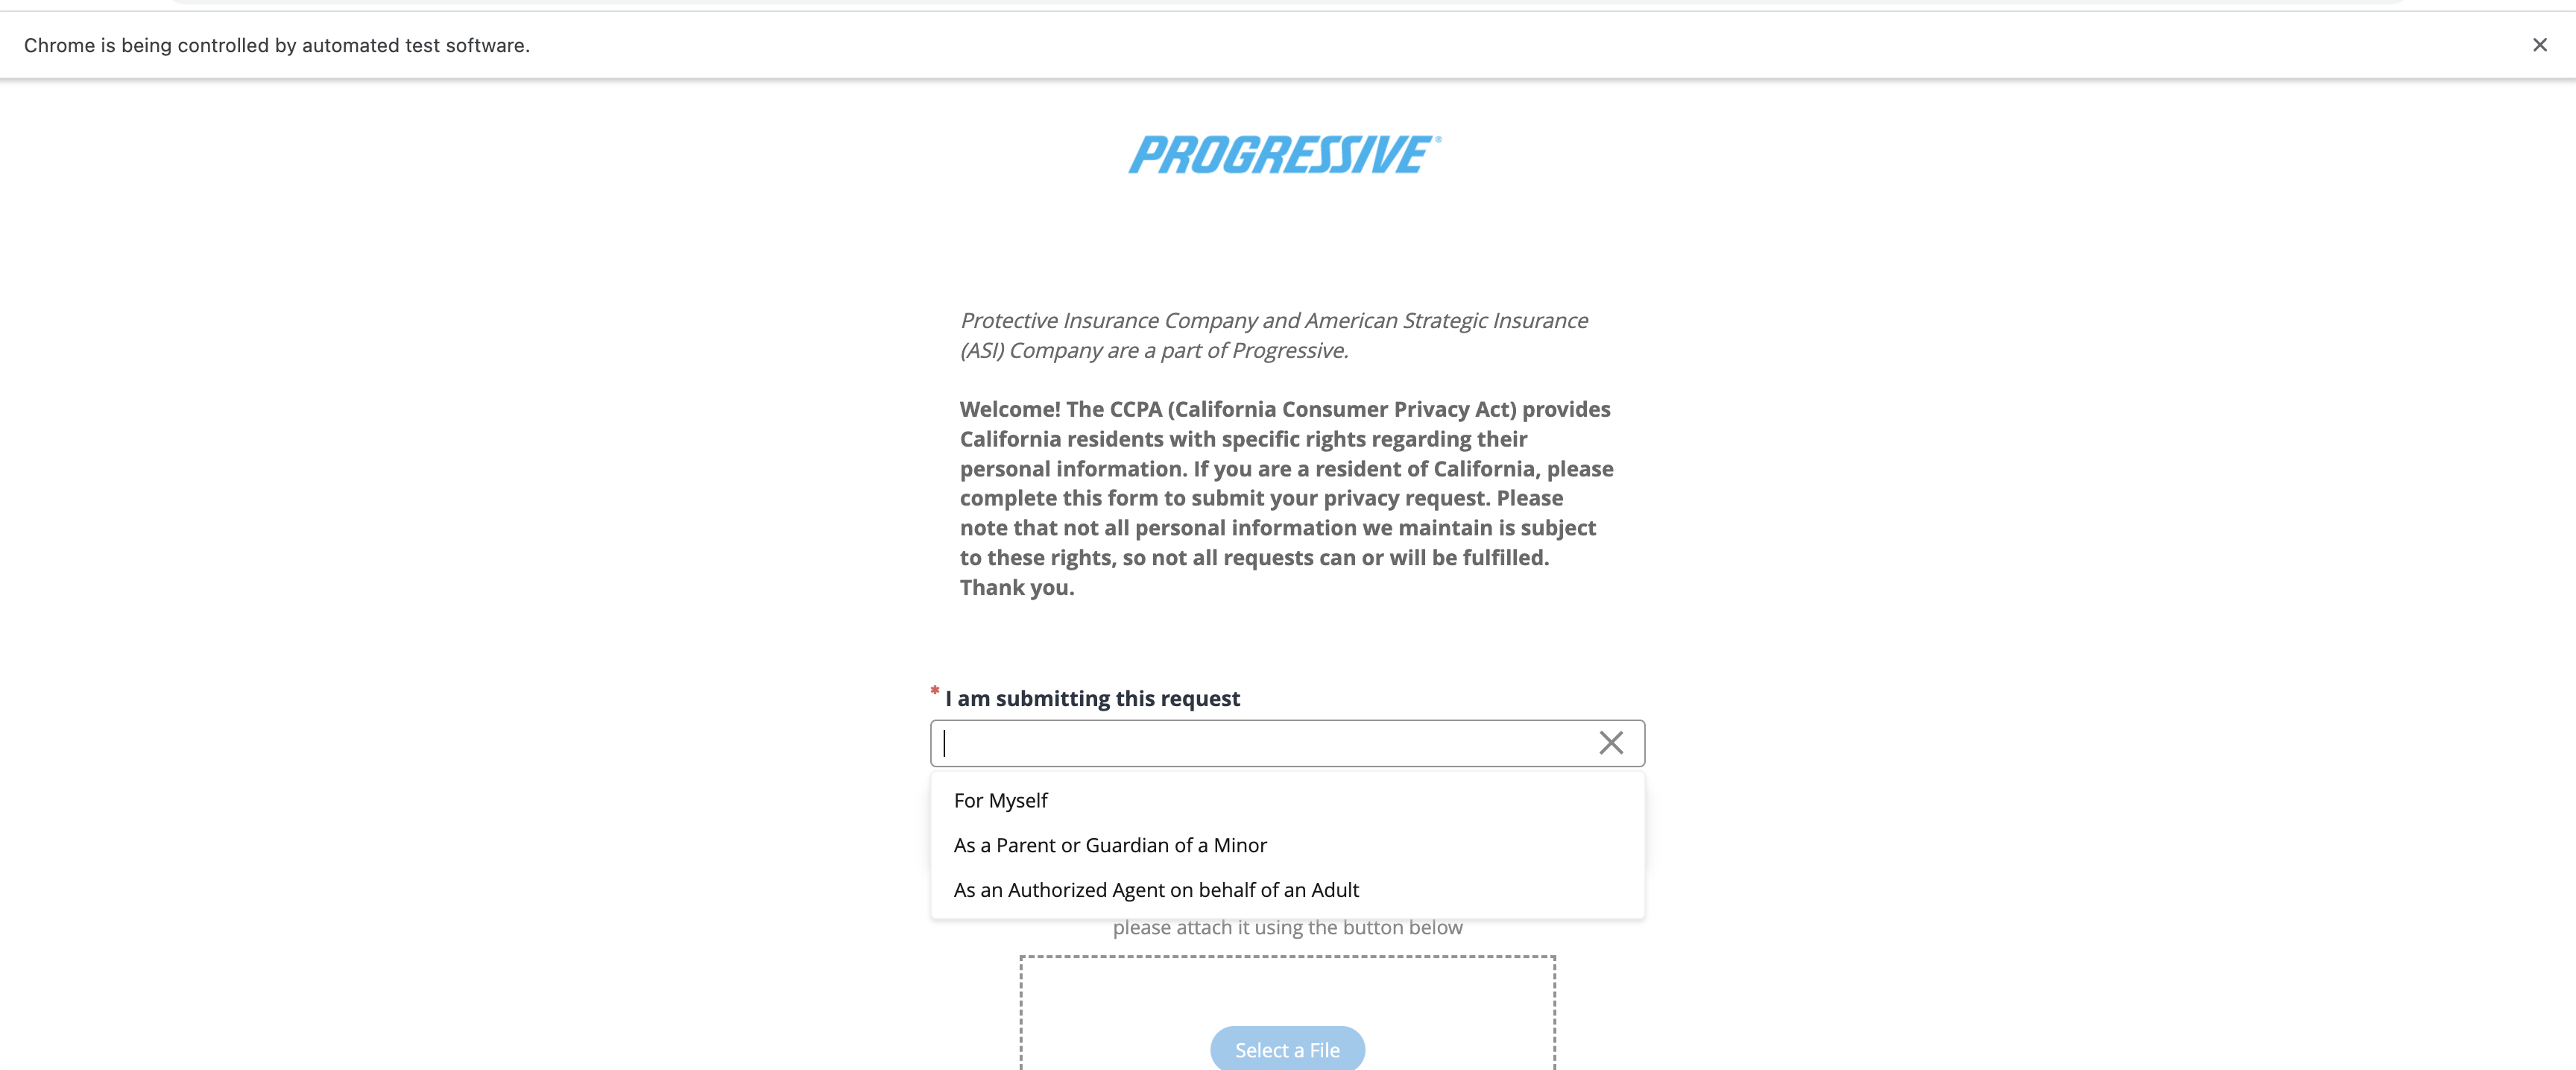 Chrome is being controlled by automated test software.
PROGRESSIVE®
Protective Insurance Company and American Strategic Insurance
(ASI) Company are a part of Progressive.
Welcome! The CCPA (California Consumer Privacy Act) provides
California residents with specific rights regarding their
personal information. If you are a resident of California, please
complete this form to submit your privacy request. Please
note that not all personal information we maintain is subject
to these rights, so not all requests can or will be fulfilled.
Thank you.
* I am submitting this request
For Myself
As a Parent or Guardian of a Minor
As an Authorized Agent on behalf of an Adult
please attach it using the button below
Select a File